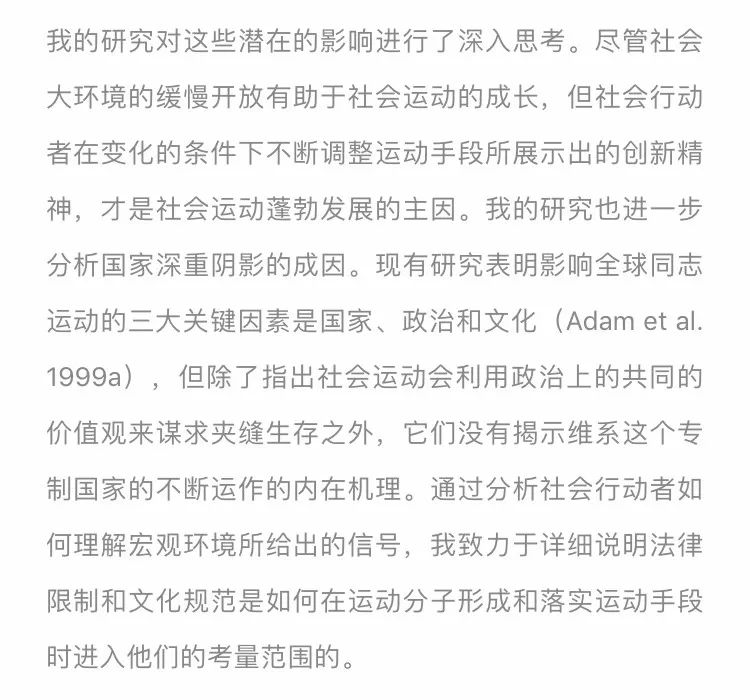 我的研究对这些潜在的影响进行了深入思考。尽管社会
大环境的缓慢开放有助于社会运动的成长，但社会行动
者在变化的条件下不断调整运动手段所展示出的创新精
神，才是社会运动蓬勃发展的主因。我的研究也进一步
分析国家深重阴影的成因。现有研究表明影响全球同志
运动的三大关键因素是国家、政治和文化（Adam et al.
1999a），但除了指出社会运动会利用政治上的共同的
价值观来谋求夹缝生存之外，它们没有揭示维系这个专
制国家的不断运作的内在机理。通过分析社会行动者如
何理解宏观环境所给出的信号，我致力于详细说明法律
限制和文化规范是如何在运动分子形成和落实运动手段
时进入他们的考量范围的。